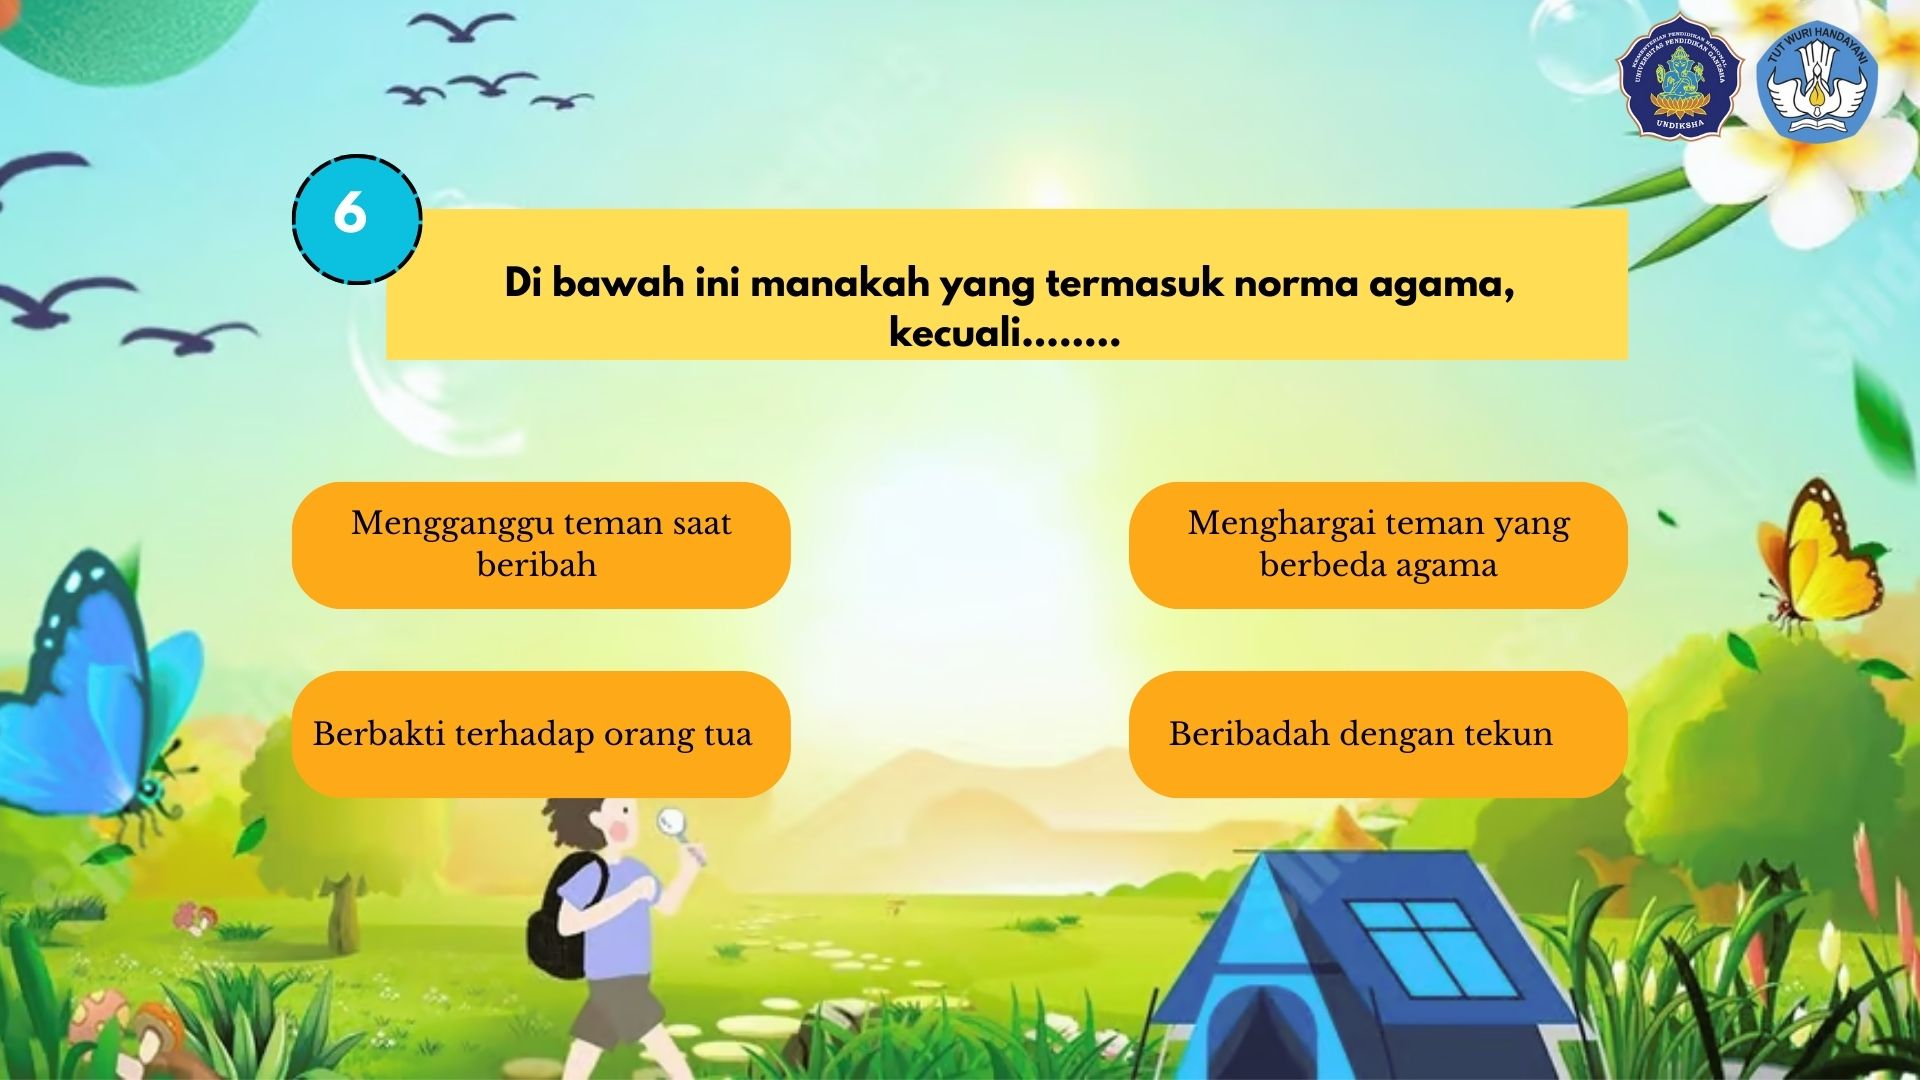 KEMENTERIAN PENDIDIKAN NASIONAL
UNIVERSITAS PENDIDIKAN GANESHA
UNDIKSHA
TUT WURI HANDAYANI
6
Di bawah ini manakah yang termasuk norma agama,
kecuali........
Mengganggu teman saat
beribah
Menghargai teman yang
berbeda agama
Berbakti terhadap orang tua
Beribadah dengan tekun